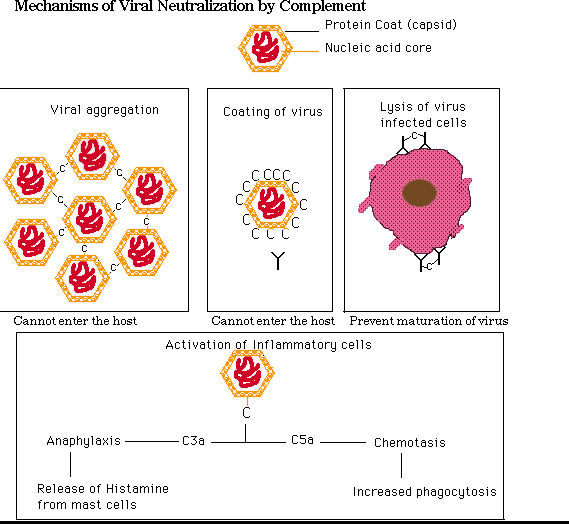 Mechanisms of Viral Neutralization by Complement
Protein Coat (capsid)
Nucleic acid core
Viral aggregation
C
C
C
C
C
C
C
Cannot enter the host
Coating of virus
C C C C C
C C
C C
C C
C C C C
Cannot enter the host
Lysis of virus
infected cells
C
C
Prevent maturation of virus
Activation of Inflammatory cells
C
Anaphylaxis
C3a
C5a
Chemotasis
Release of Histamine
from mast cells
Increased phagocytosis